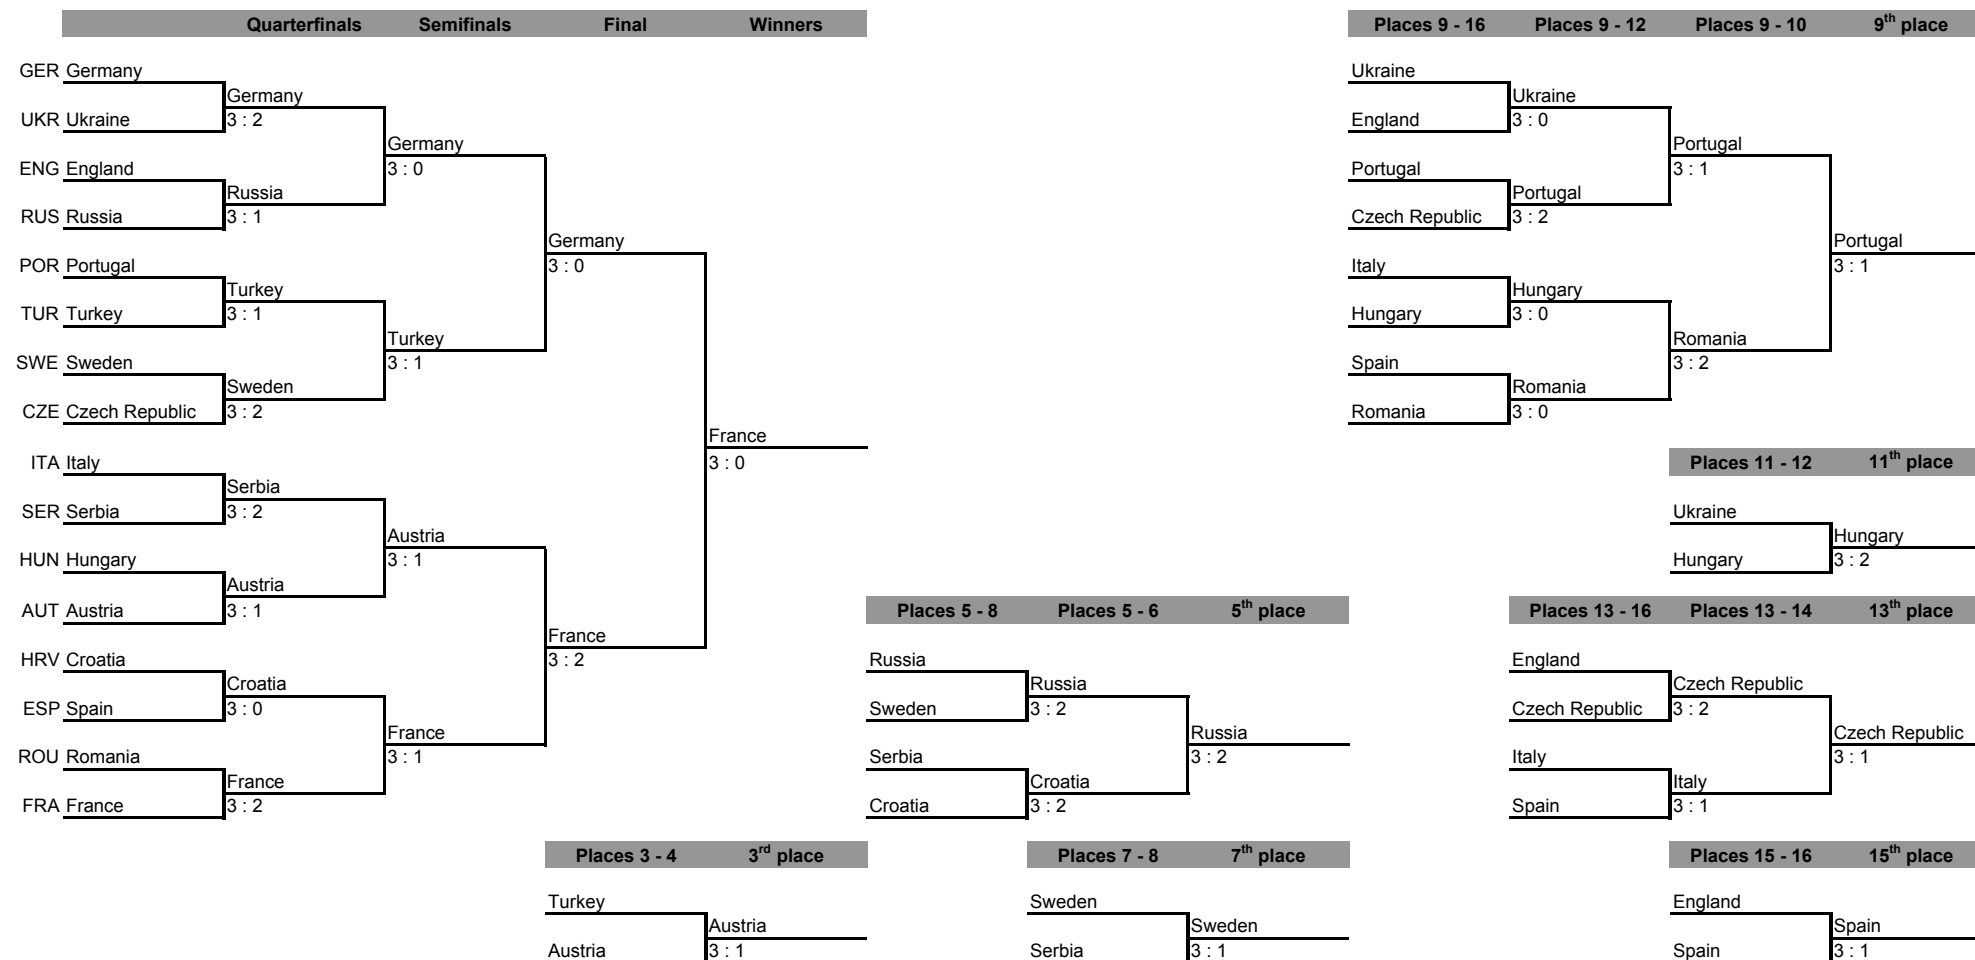 Quarterfinals Semifinals Final Winners
GER Germany
Germany
UKR Ukraine 3 : 2
Germany
ENG England 3 : 0
Russia
RUS Russia 3 : 1
Germany
POR Portugal 3 : 0
Turkey
TUR Turkey 3 : 1
Turkey
SWE Sweden 3 : 1
Sweden
CZE Czech Republic 3 : 2
France
ITA Italy 3 : 0
Serbia
SER Serbia 3 : 2
Austria
HUN Hungary 3 : 1
Austria
AUT Austria 3 : 1
France
HRV Croatia 3 : 2
Croatia
ESP Spain 3 : 0
France
ROU Romania 3 : 1
France
FRA France 3 : 2
Places 3 - 4 3rd place
Turkey
Austria
Austria 3 : 1
Places 5 - 8 Places 5 - 6 5th place
Russia
Russia
Sweden 3 : 2
Russia
Serbia 3 : 2
Croatia
Croatia 3 : 2
Places 7 - 8 7th place
Sweden
Sweden
Serbia 3 : 1
Places 9 - 16 Places 9 - 12 Places 9 - 10 9th place
Ukraine
Ukraine
England 3 : 0
Portugal
Portugal 3 : 1
Portugal
Czech Republic 3 : 2
Portugal
Italy 3 : 1
Hungary
Hungary 3 : 0
Romania
Spain 3 : 2
Romania
Romania 3 : 0
Places 11 - 12 11th place
Ukraine
Hungary
Hungary 3 : 2
Places 13 - 16 Places 13 - 14 13th place
England
Czech Republic
Czech Republic 3 : 2
Czech Republic
Italy 3 : 1
Italy
Spain 3 : 1
Places 15 - 16 15th place
England
Spain
Spain 3 : 1